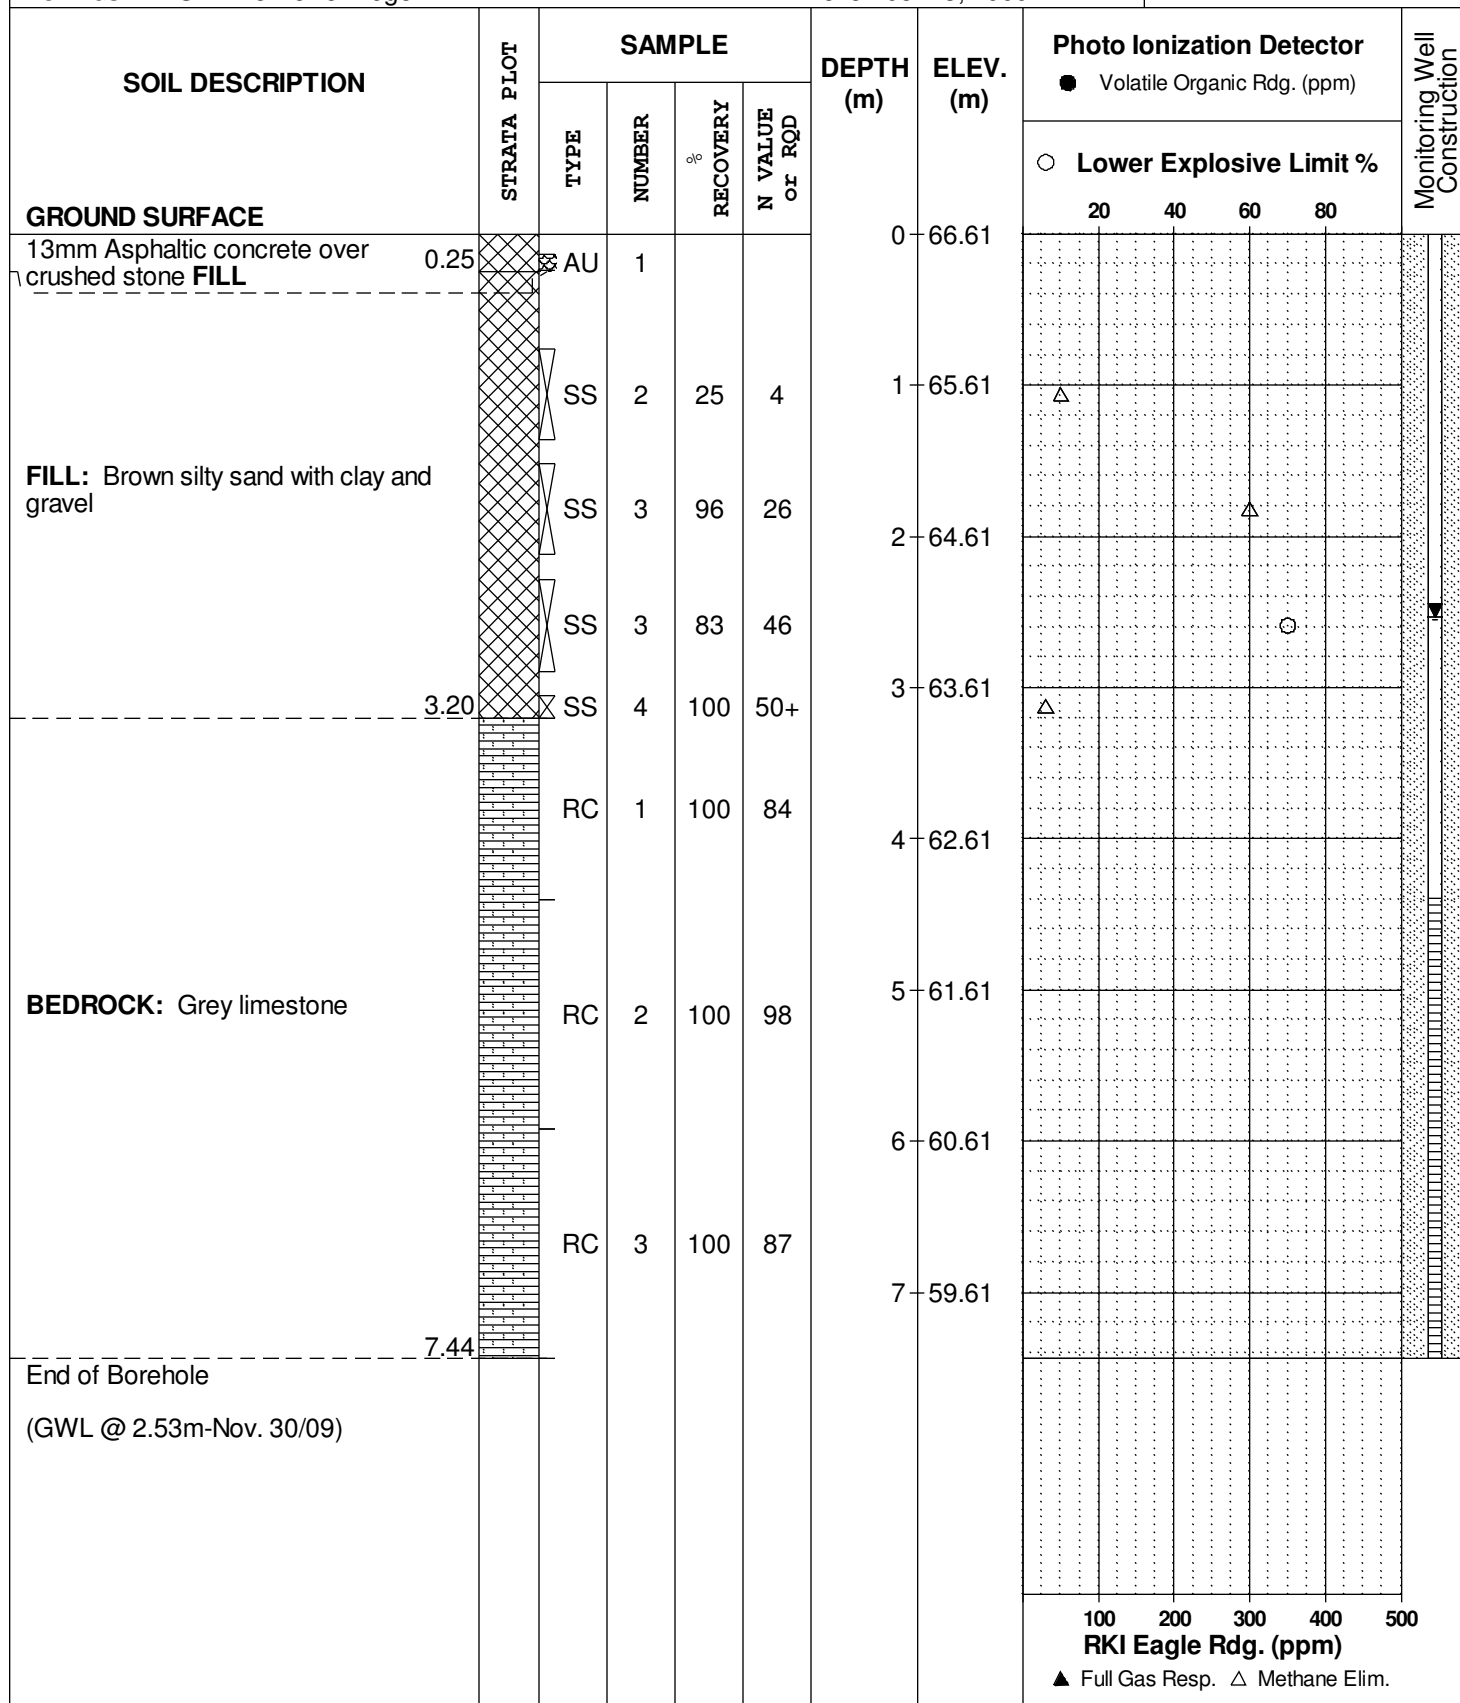 SOIL DESCRIPTION
GROUND SURFACE
STRATA PLOT
SAMPLE
TYPE
NUMBER
% RECOVERY
N VALUE or RQD
DEPTH (m)
ELEV. (m)
Photo Ionization Detector
● Volatile Organic Rdg. (ppm)
○ Lower Explosive Limit %
20 40 60 80
Monitoring Well Construction
0 66.61
13mm Asphaltic concrete over
crushed stone FILL
0.25
AU 1
SS 2 25 4
1 65.61
FILL: Brown silty sand with clay and
gravel
SS 3 96 26
2 64.61
SS 3 83 46
3 63.61
3.20
SS 4 100 50+
RC 1 100 84
4 62.61
5 61.61
BEDROCK: Grey limestone
RC 2 100 98
6 60.61
RC 3 100 87
7 59.61
7.44
End of Borehole
(GWL @ 2.53m-Nov. 30/09)
100 200 300 400 500
RKI Eagle Rdg. (ppm)
▲ Full Gas Resp. △ Methane Elim.